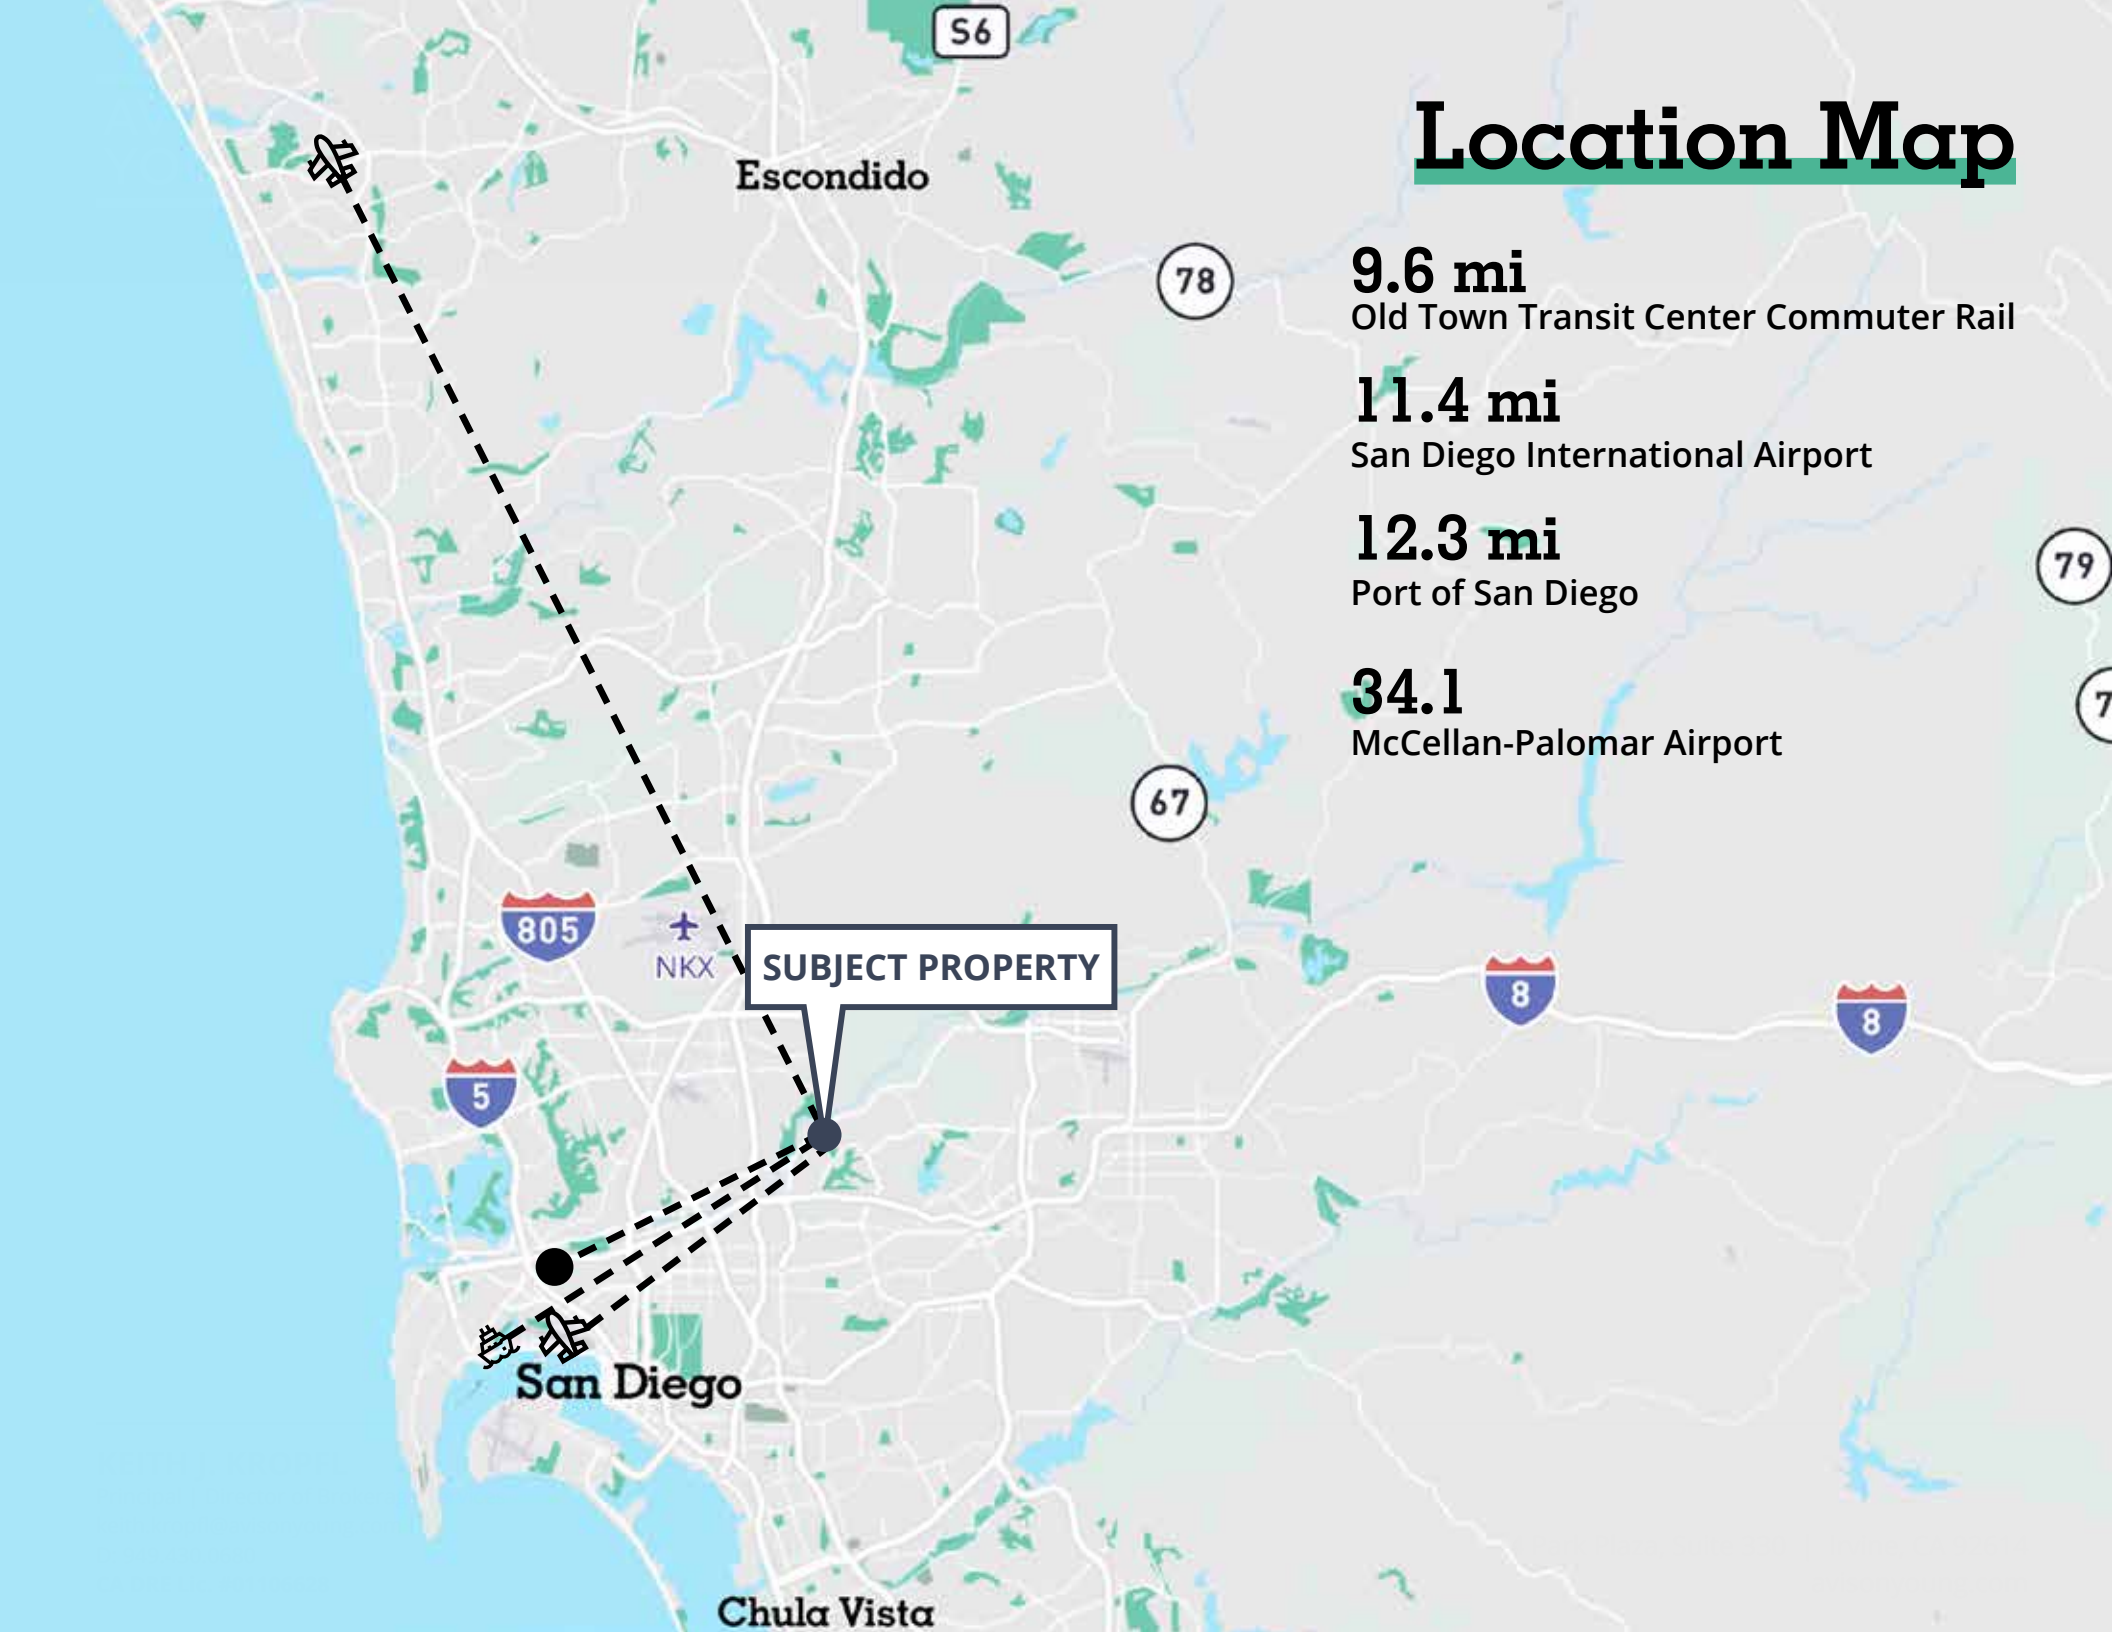 S6
Location Map
Escondido
78
9.6 mi
Old Town Transit Center Commuter Rail
11.4 mi
San Diego International Airport
12.3 mi
Port of San Diego
79
34.1
McCellan-Palomar Airport
7
67
805
NKX
SUBJECT PROPERTY
8
8
5
San Diego
Chula Vista